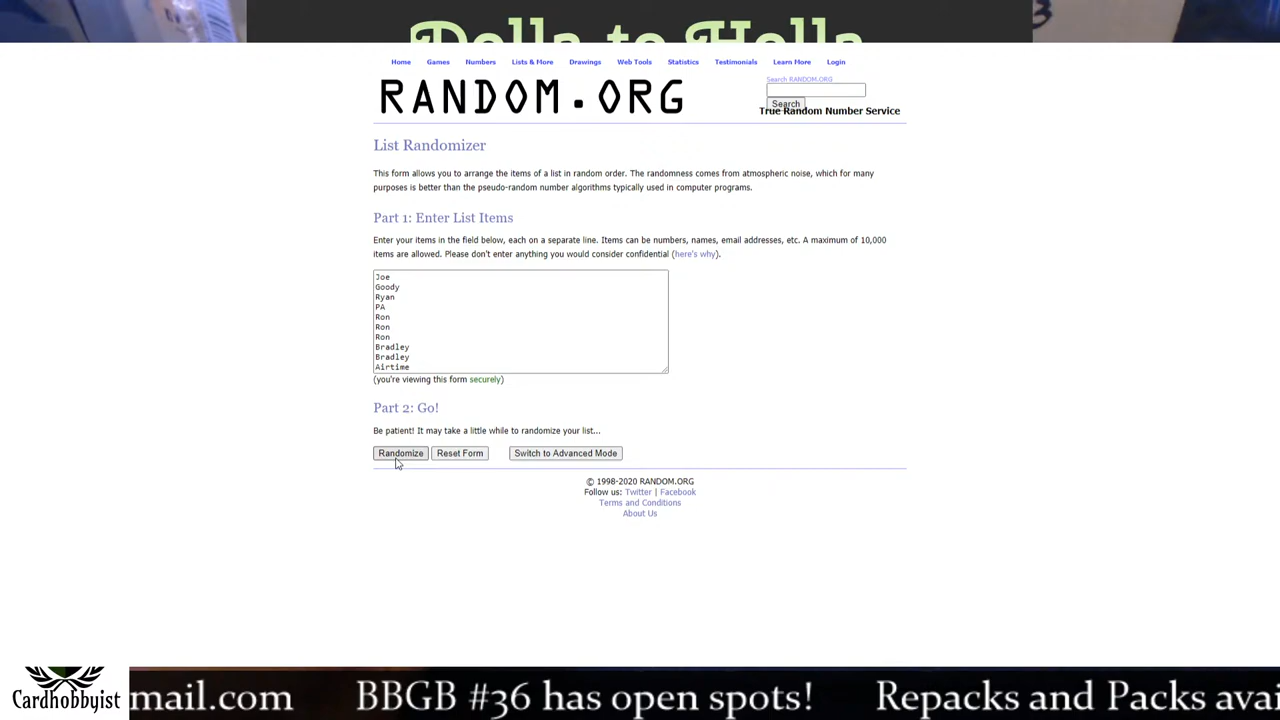 Dolla to Holla
Home Games Numbers Lists & More Drawings Web Tools Statistics Testimonials Learn More Login
RANDOM.ORG
Search RANDOM.ORG
Search
True Random Number Service
List Randomizer
This form allows you to arrange the items of a list in random order. The randomness comes from atmospheric noise, which for many
purposes is better than the pseudo-random number algorithms typically used in computer programs.
Part 1: Enter List Items
Enter your items in the field below, each on a separate line. Items can be numbers, names, email addresses, etc. A maximum of 10,000
items are allowed. Please don't enter anything you would consider confidential (here's why).
Joe
Goody
Ryan
PA
Ron
Ron
Ron
Bradley
Bradley
Airtime
(you're viewing this form securely)
Part 2: Go!
Be patient! It may take a little while to randomize your list...
Randomize Reset Form Switch to Advanced Mode
© 1998-2020 RANDOM.ORG
Follow us: Twitter | Facebook
Terms and Conditions
About Us
Cardhobbyist
mail.com BBGB #36 has open spots! Repacks and Packs avai